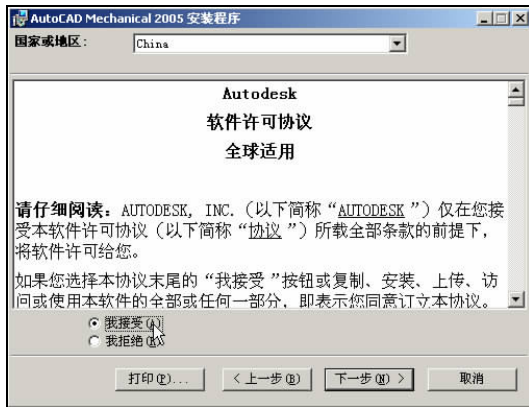 AutoCAD Mechanical 2005 安装程序
国家或地区： China
Autodesk
软件许可协议
全球适用
请仔细阅读：AUTODESK, INC.（以下简称“AUTODESK ”）仅在您接
受本软件许可协议（以下简称“协议 ”）所载全部条款的前提下，
将软件许可给您。
如果您选择本协议末尾的“我接受 ”按钮或复制、安装、上传、访
问或使用本软件的全部或任何一部分，即表示您同意订立本协议。
我接受(A)
我拒绝(R)
打印(P)... < 上一步(B) 下一步(N) > 取消